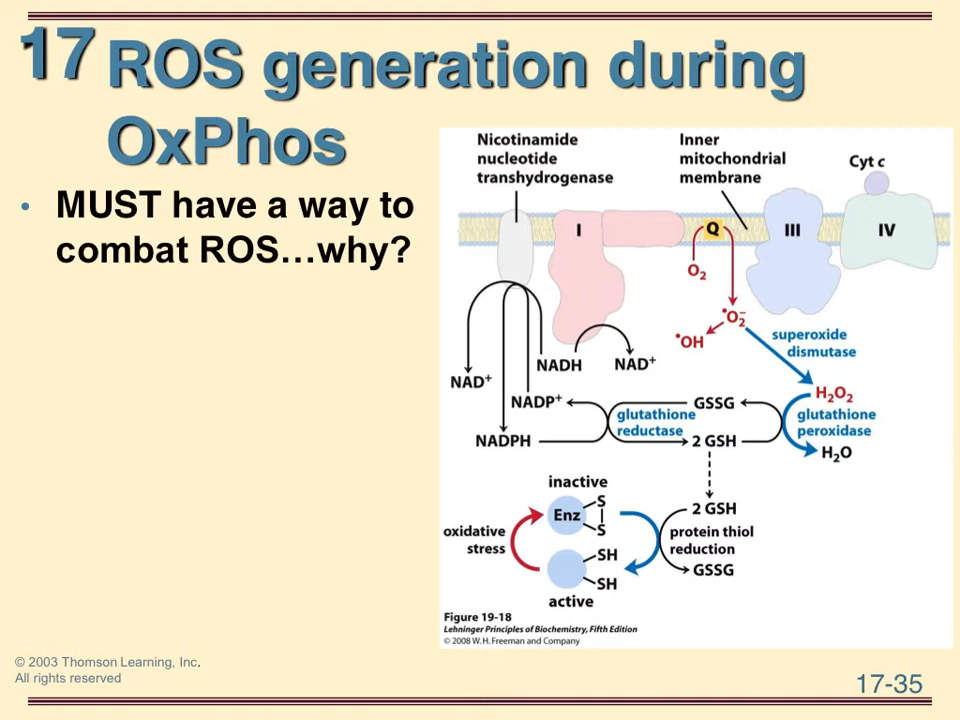 17 ROS generation during
OxPhos
• MUST have a way to
combat ROS…why?
Nicotinamide
nucleotide
transhydrogenase
Inner
mitochondrial
membrane
Cyt c
I
Q
III
IV
O₂
•O₂⁻
•OH
superoxide
dismutase
NADH
NAD⁺
NAD⁺
H₂O₂
NADP⁺
GSSG
glutathione
reductase
glutathione
peroxidase
NADPH
2 GSH
H₂O
inactive
Enz
S
S
2 GSH
oxidative
stress
protein thiol
reduction
SH
GSSG
SH
active
Figure 19-18
Lehninger Principles of Biochemistry, Fifth Edition
© 2008 W. H. Freeman and Company
© 2003 Thomson Learning, Inc.
All rights reserved
17-35